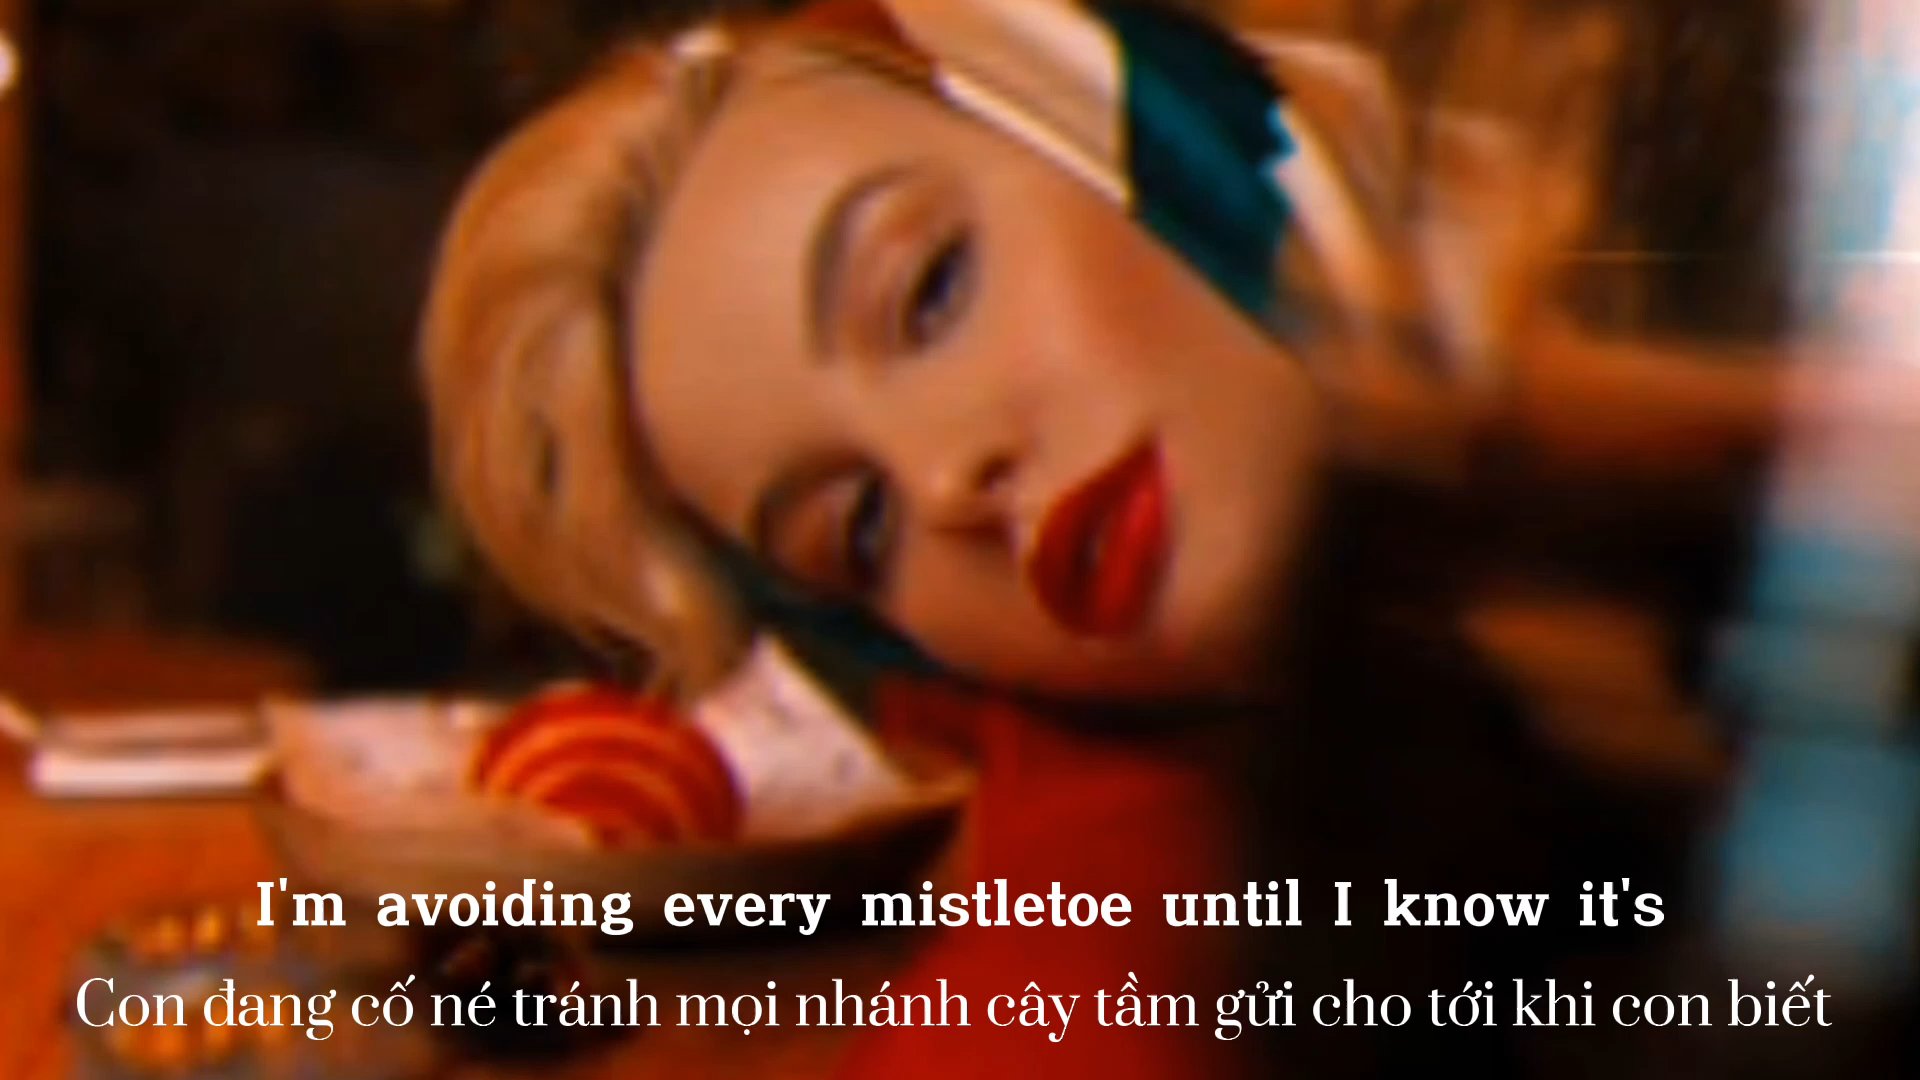 I'm avoiding every mistletoe until I know it's
Con đang cố né tránh mọi nhánh cây tầm gửi cho tới khi con biết